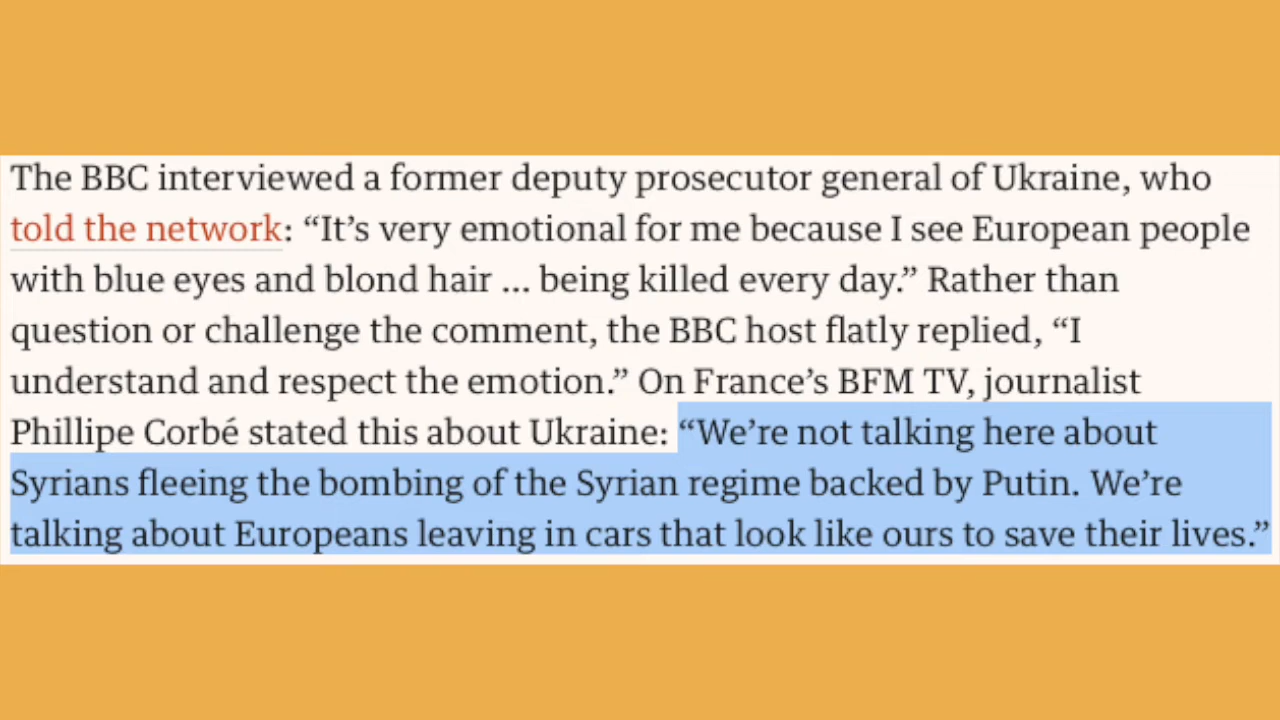 The BBC interviewed a former deputy prosecutor general of Ukraine, who
told the network: “It’s very emotional for me because I see European people
with blue eyes and blond hair ... being killed every day.” Rather than
question or challenge the comment, the BBC host flatly replied, “I
understand and respect the emotion.” On France’s BFM TV, journalist
Phillipe Corbé stated this about Ukraine: “We’re not talking here about
Syrians fleeing the bombing of the Syrian regime backed by Putin. We’re
talking about Europeans leaving in cars that look like ours to save their lives.”